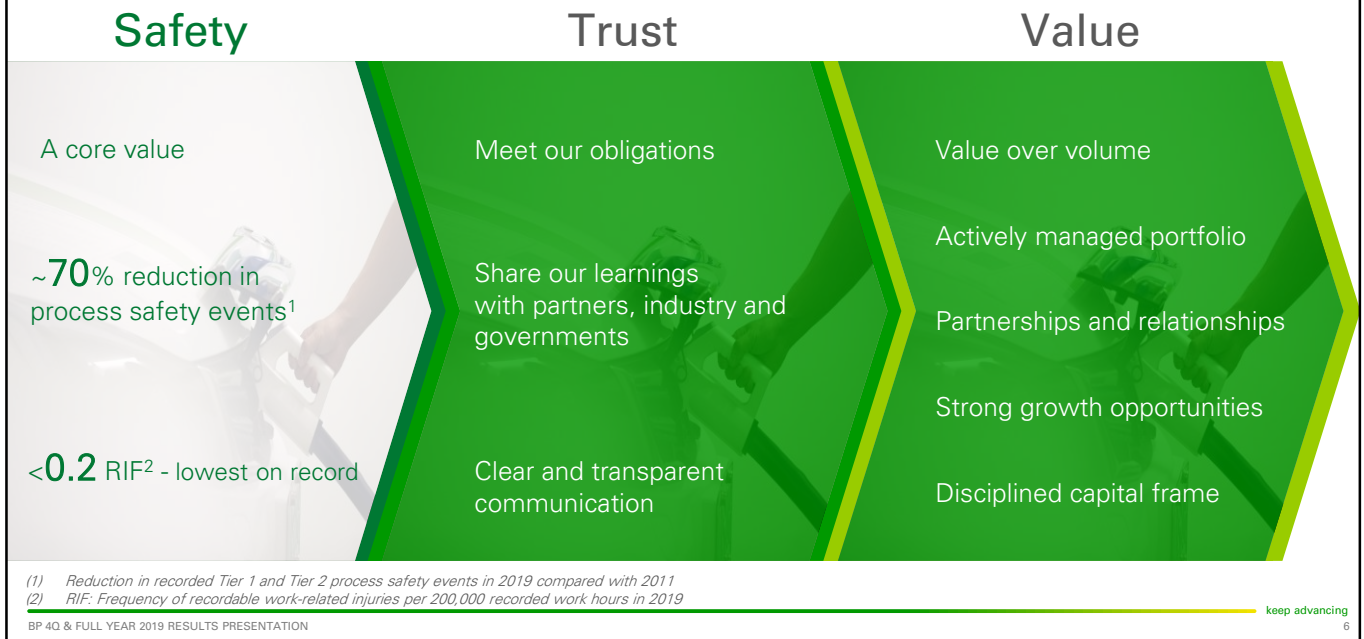 Safety
Trust
Value
A core value
~70% reduction in
process safety events1
<0.2 RIF2 - lowest on record
Meet our obligations
Share our learnings
with partners, industry and
governments
Clear and transparent
communication
Value over volume
Actively managed portfolio
Partnerships and relationships
Strong growth opportunities
Disciplined capital frame
(1) Reduction in recorded Tier 1 and Tier 2 process safety events in 2019 compared with 2011
(2) RIF: Frequency of recordable work-related injuries per 200,000 recorded work hours in 2019
keep advancing
BP 4Q & FULL YEAR 2019 RESULTS PRESENTATION
6